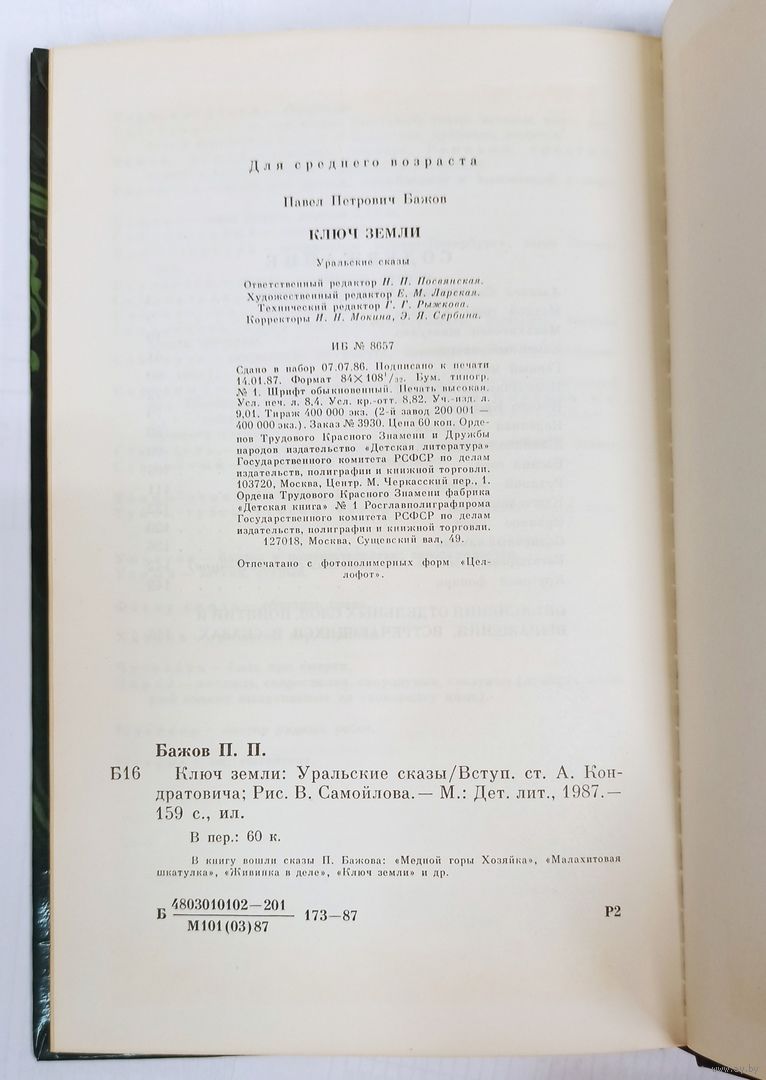 Для среднего возраста
Павел Петрович Бажов
КЛЮЧ ЗЕМЛИ
Уральские сказы
Ответственный редактор И. И. Посвянская.
Художественный редактор Е. М. Ларская.
Технический редактор Г. Г. Рыжкова.
Корректоры И. Н. Мокина, Э. Я. Сербина.
ИБ № 8657
Сдано в набор 07.07.86. Подписано к печати
14.01.87. Формат 84×108¹/₃₂. Бум. типогр.
№ 1. Шрифт обыкновенный. Печать высокая.
Усл. печ. л. 8,4. Усл. кр.-отт. 8,82. Уч.-изд. л.
9,01. Тираж 400 000 экз. (2-й завод 200 001 —
400 000 экз.). Заказ № 3930. Цена 60 коп. Орде-
нов Трудового Красного Знамени и Дружбы
народов издательство «Детская литература»
Государственного комитета РСФСР по делам
издательств, полиграфии и книжной торговли.
103720, Москва, Центр, М. Черкасский пер., 1.
Ордена Трудового Красного Знамени фабрика
«Детская книга» № 1 Росглавполиграфпрома
Государственного комитета РСФСР по делам
издательств, полиграфии и книжной торговли.
127018, Москва, Сущевский вал, 49.
Отпечатано с фотополимерных форм «Цел-
лофот».
Бажов П. П.
Б16 Ключ земли: Уральские сказы/Вступ. ст. А. Кон-
дратовича; Рис. В. Самойлова.— М.: Дет. лит., 1987.—
159 с., ил.
В пер.: 60 к.
В книгу вошли сказы П. Бажова: «Медной горы Хозяйка», «Малахитовая
шкатулка», «Живинка в деле», «Ключ земли» и др.
Б 4803010102—201 173—87 Р2
М101(03)87